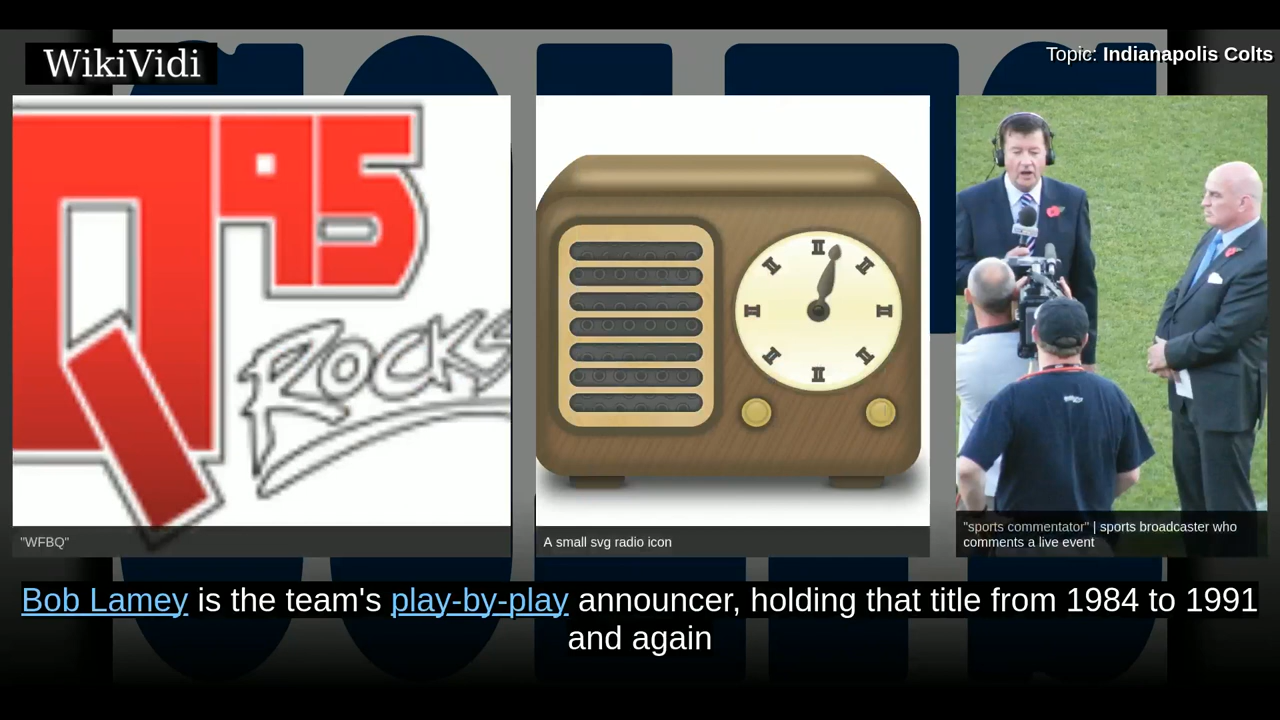 WikiVidi
Topic: Indianapolis Colts
Q95
Rocks
"WFBQ"
A small svg radio icon
"sports commentator" | sports broadcaster who
comments a live event
Bob Lamey is the team's play-by-play announcer, holding that title from 1984 to 1991
and again